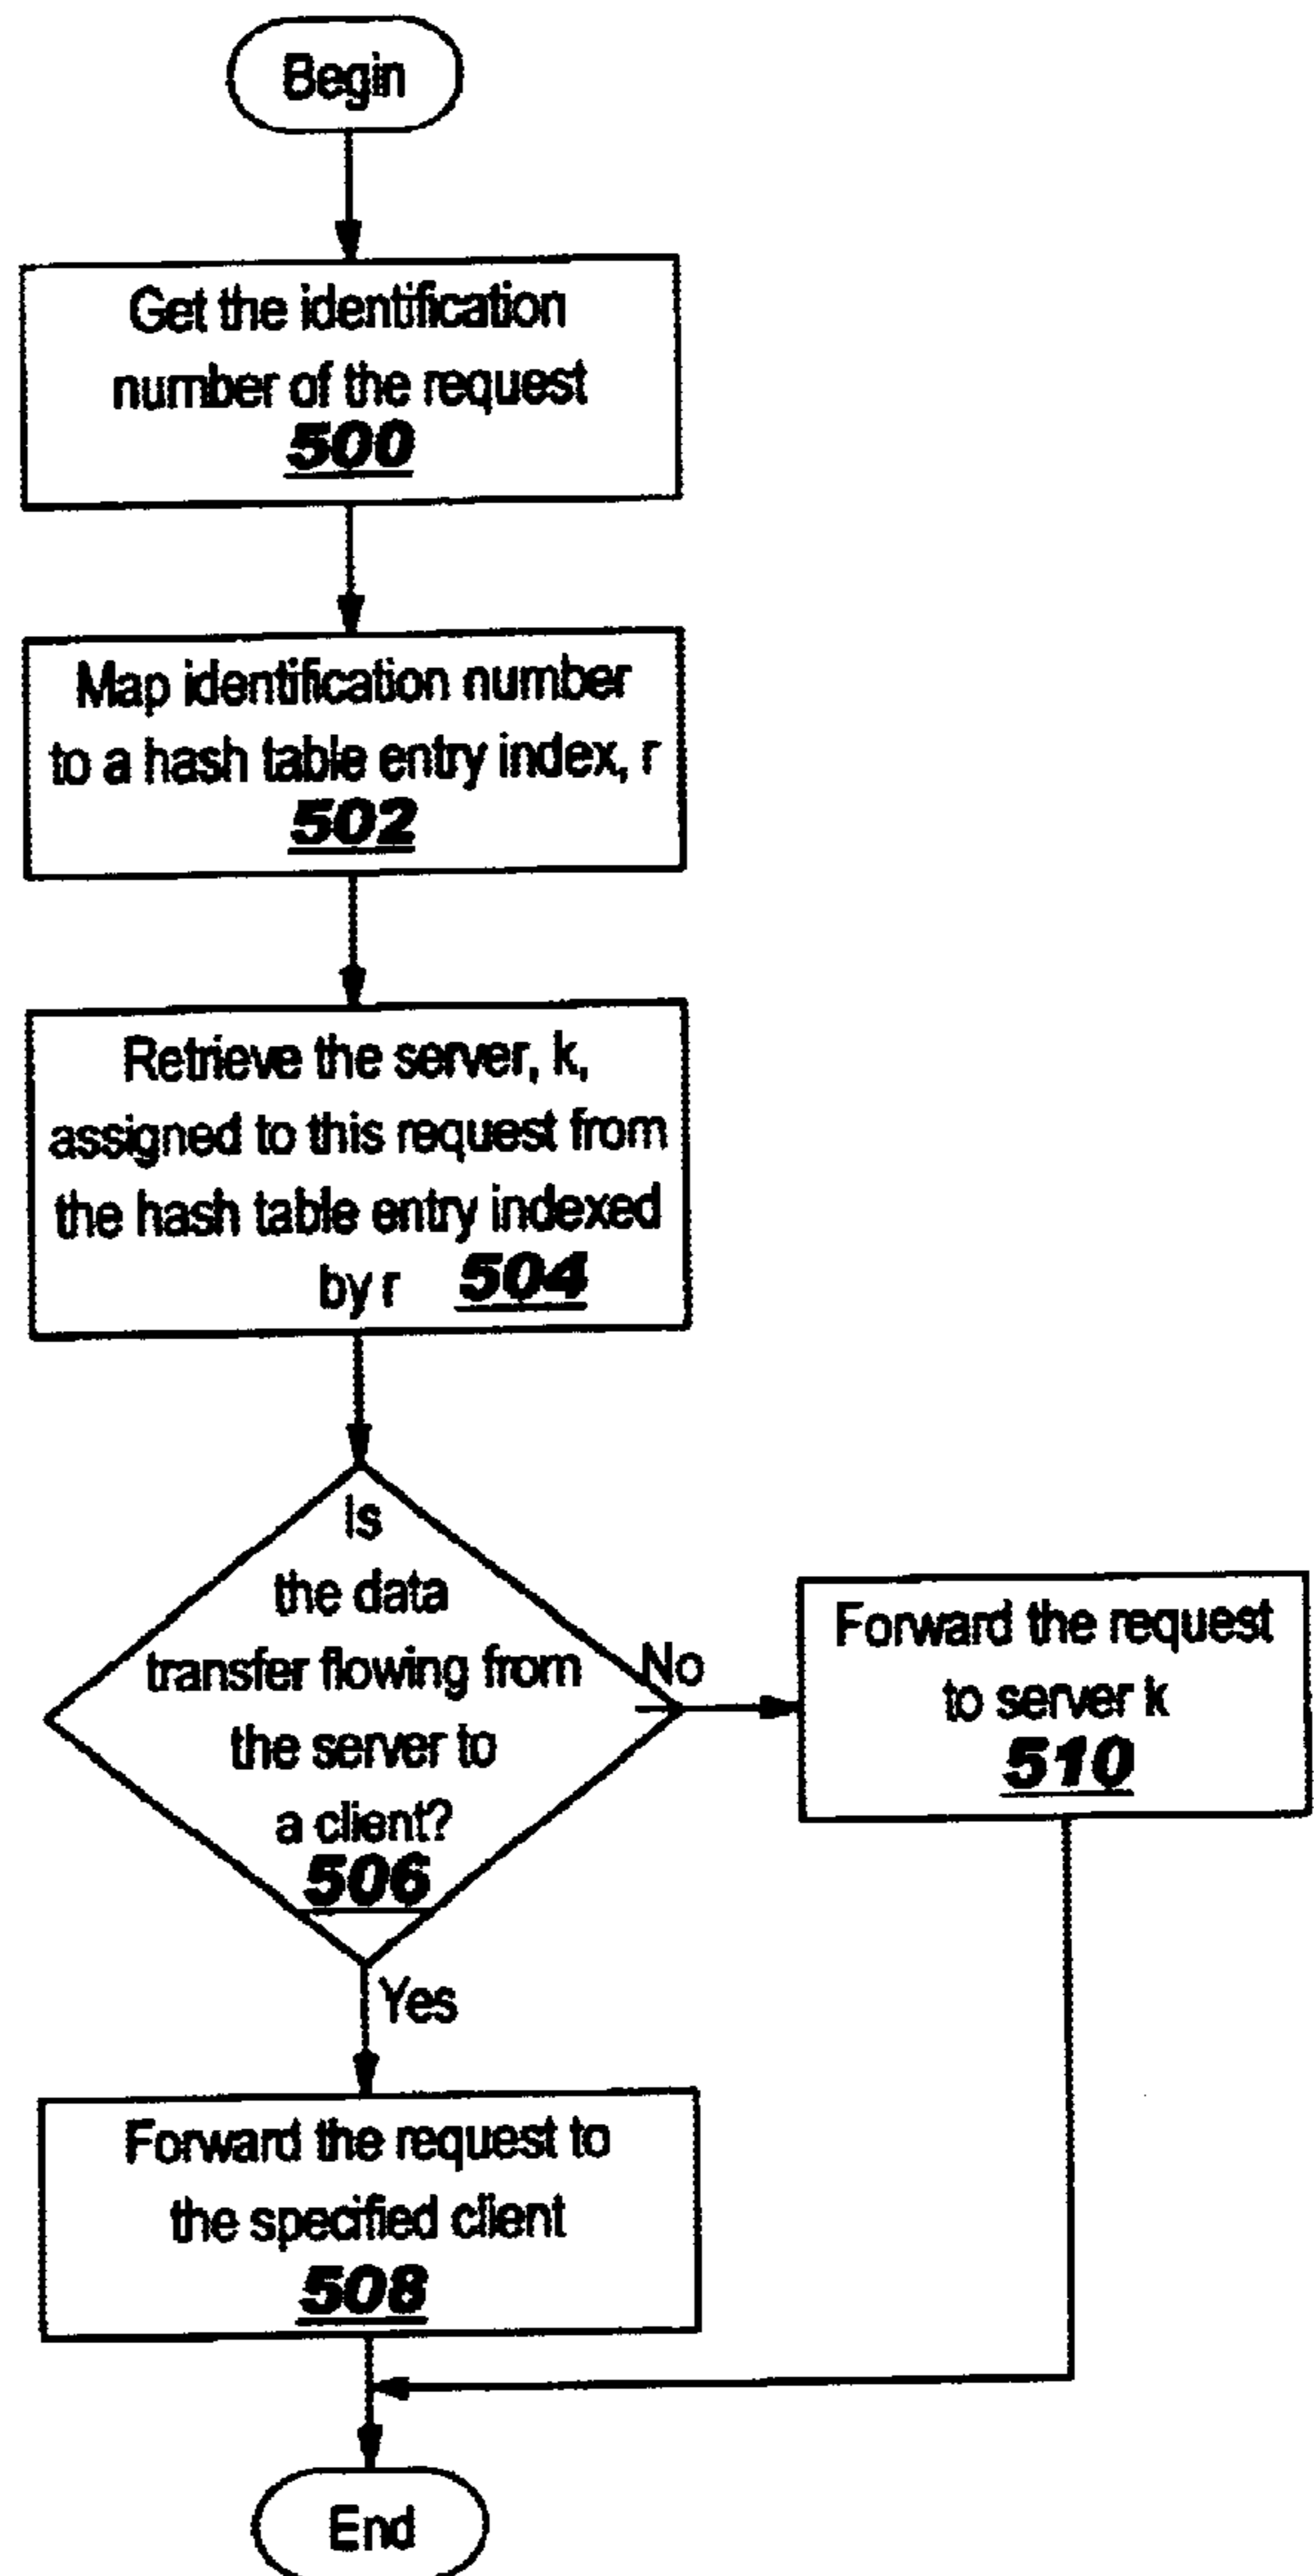 Begin
Get the identification
number of the request
500
Map identification number
to a hash table entry index, r
502
Retrieve the server, k,
assigned to this request from
the hash table entry indexed
by r 504
Is
the data
transfer flowing from
the server to
a client?
506
No
Forward the request
to server k
510
Yes
Forward the request to
the specified client
508
End